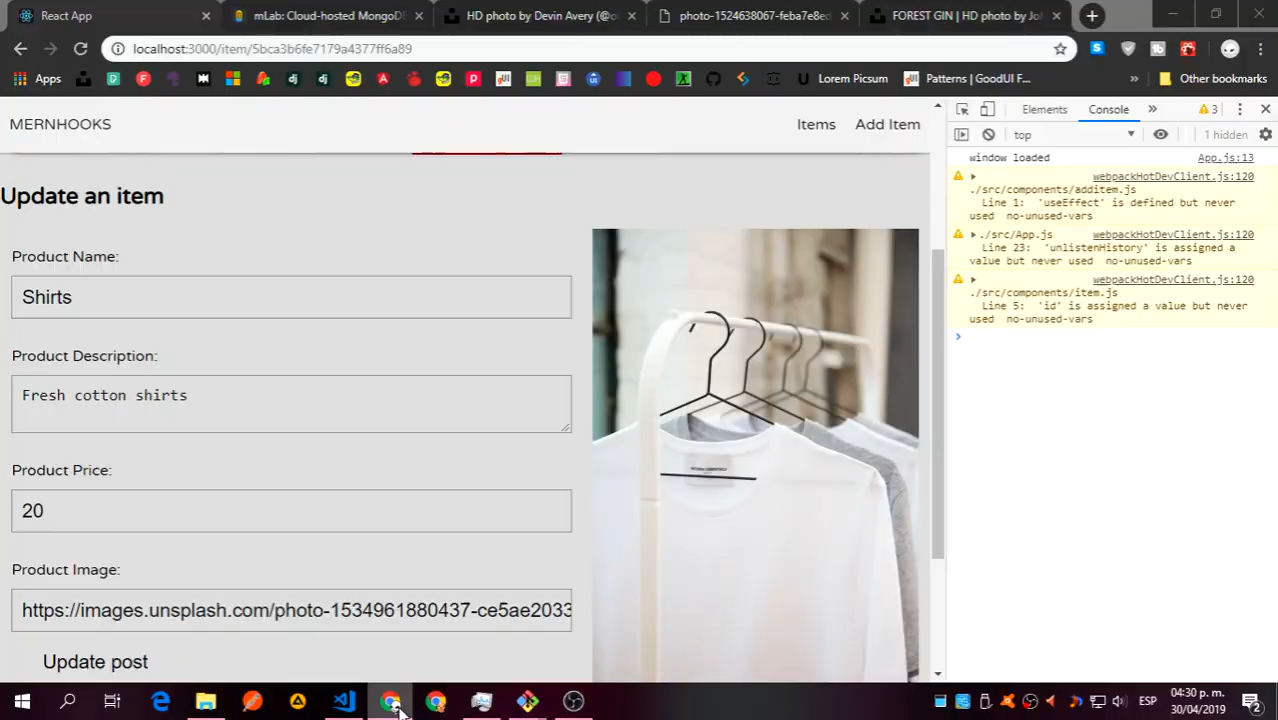 React App
mLab: Cloud-hosted MongoDB
HD photo by Devin Avery (@o
photo-1524638067-feba7e8ed
FOREST GIN | HD photo by Jo
localhost:3000/item/5bca3b6fe7179a4377ff6a89
Apps
Lorem Picsum
Patterns | GoodUI F...
Other bookmarks
MERNHOOKS
Items
Add Item
Update an item
Product Name:
Shirts
Product Description:
Fresh cotton shirts
Product Price:
20
Product Image:
https://images.unsplash.com/photo-1534961880437-ce5ae2033
Update post
Elements
Console
3
top
1 hidden
window loaded App.js:13
webpackHotDevClient.js:120
./src/components/additem.js
Line 1: 'useEffect' is defined but never
used no-unused-vars
./src/App.js webpackHotDevClient.js:120
Line 23: 'unlistenHistory' is assigned a
value but never used no-unused-vars
webpackHotDevClient.js:120
./src/components/item.js
Line 5: 'id' is assigned a value but never
used no-unused-vars
ESP
04:30 p. m.
30/04/2019
2